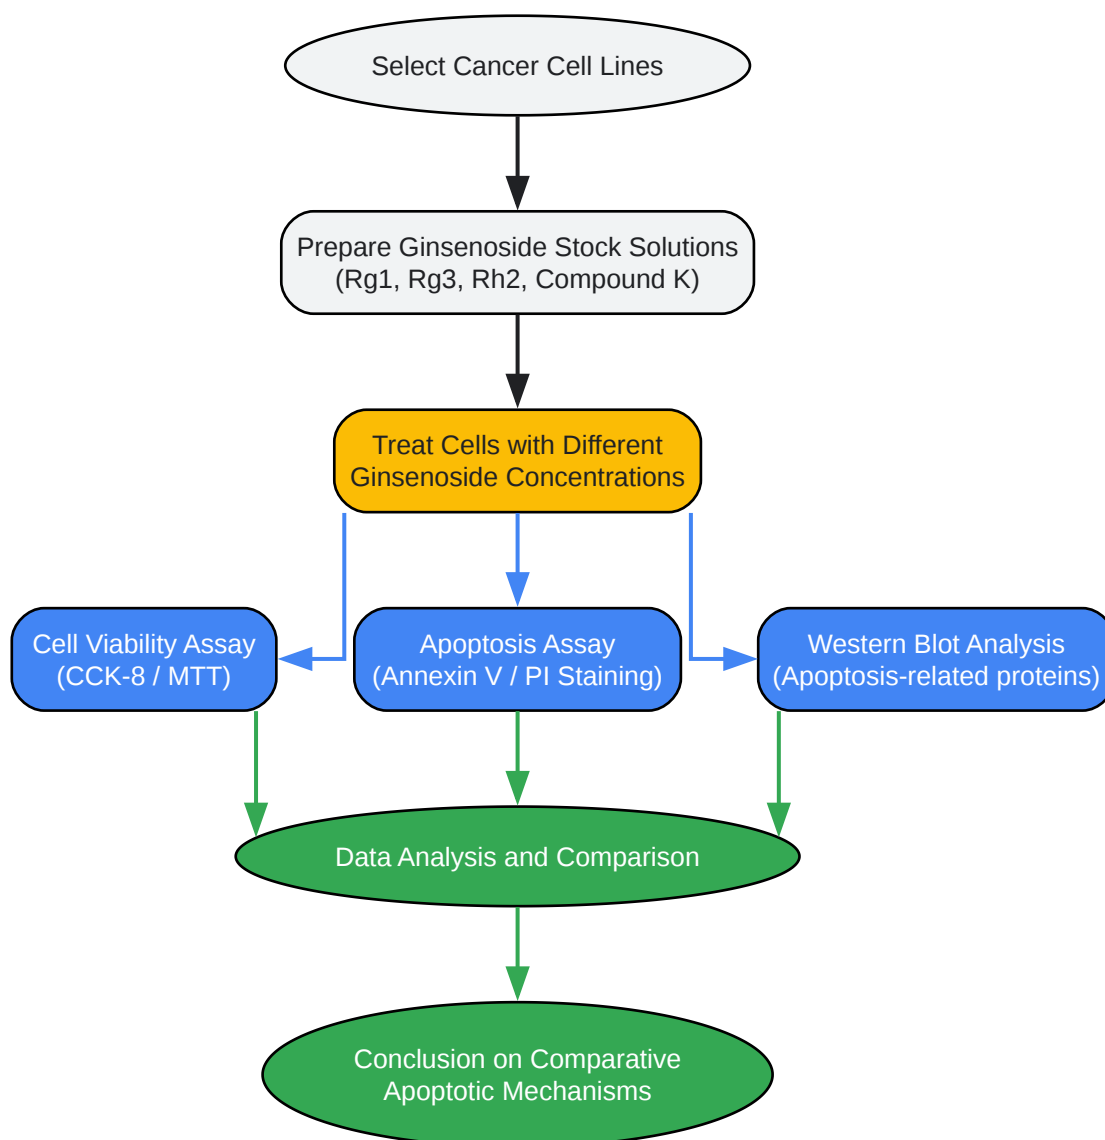 Select Cancer Cell Lines
Prepare Ginsenoside Stock Solutions
(Rg1, Rg3, Rh2, Compound K)
Treat Cells with Different
Ginsenoside Concentrations
Cell Viability Assay
(CCK-8 / MTT)
Apoptosis Assay
(Annexin V / PI Staining)
Western Blot Analysis
(Apoptosis-related proteins)
Data Analysis and Comparison
Conclusion on Comparative
Apoptotic Mechanisms